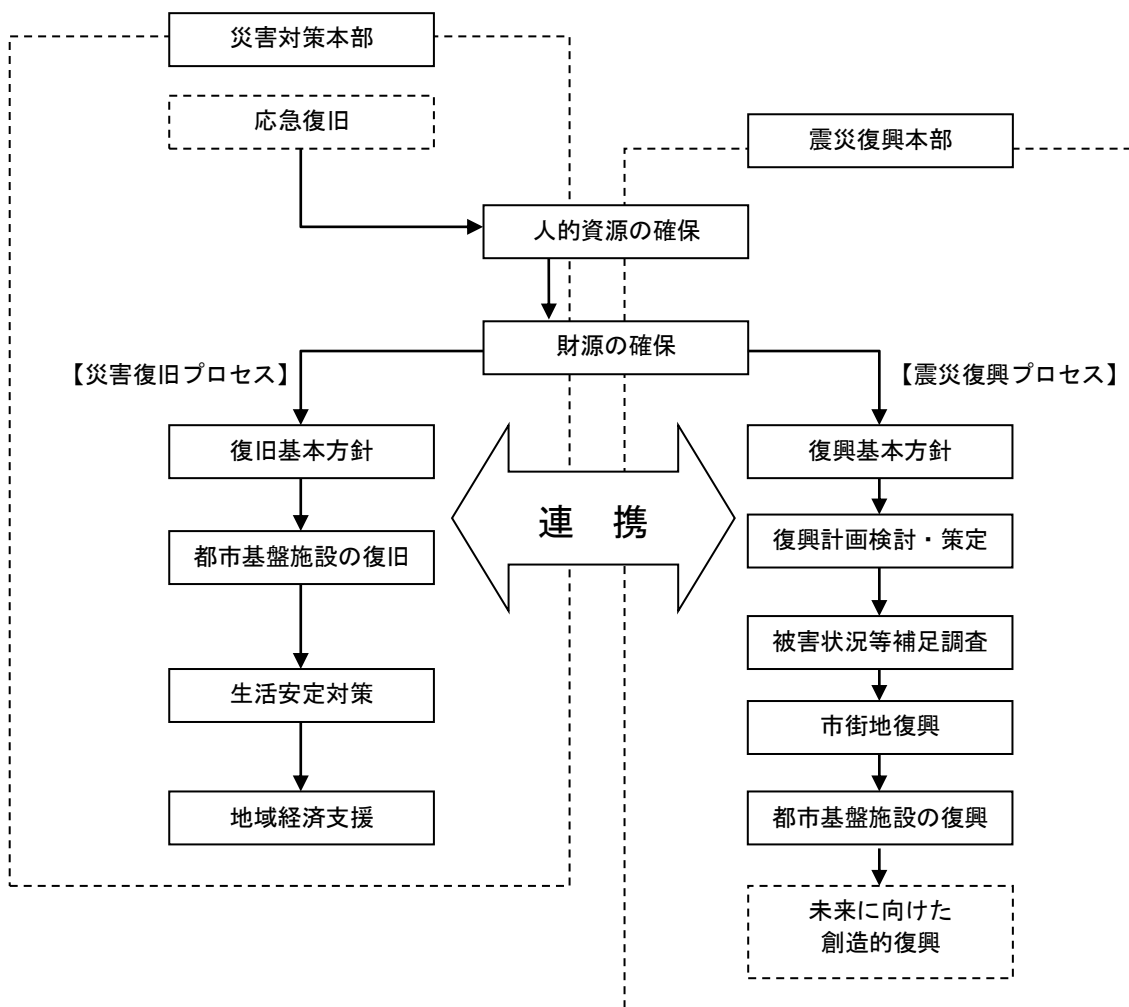 災害対策本部
応急復旧
震災復興本部
人的資源の確保
財源の確保
【災害復旧プロセス】
【震災復興プロセス】
復旧基本方針
復興基本方針
連 携
都市基盤施設の復旧
復興計画検討・策定
被害状況等補足調査
生活安定対策
市街地復興
地域経済支援
都市基盤施設の復興
未来に向けた
創造的復興